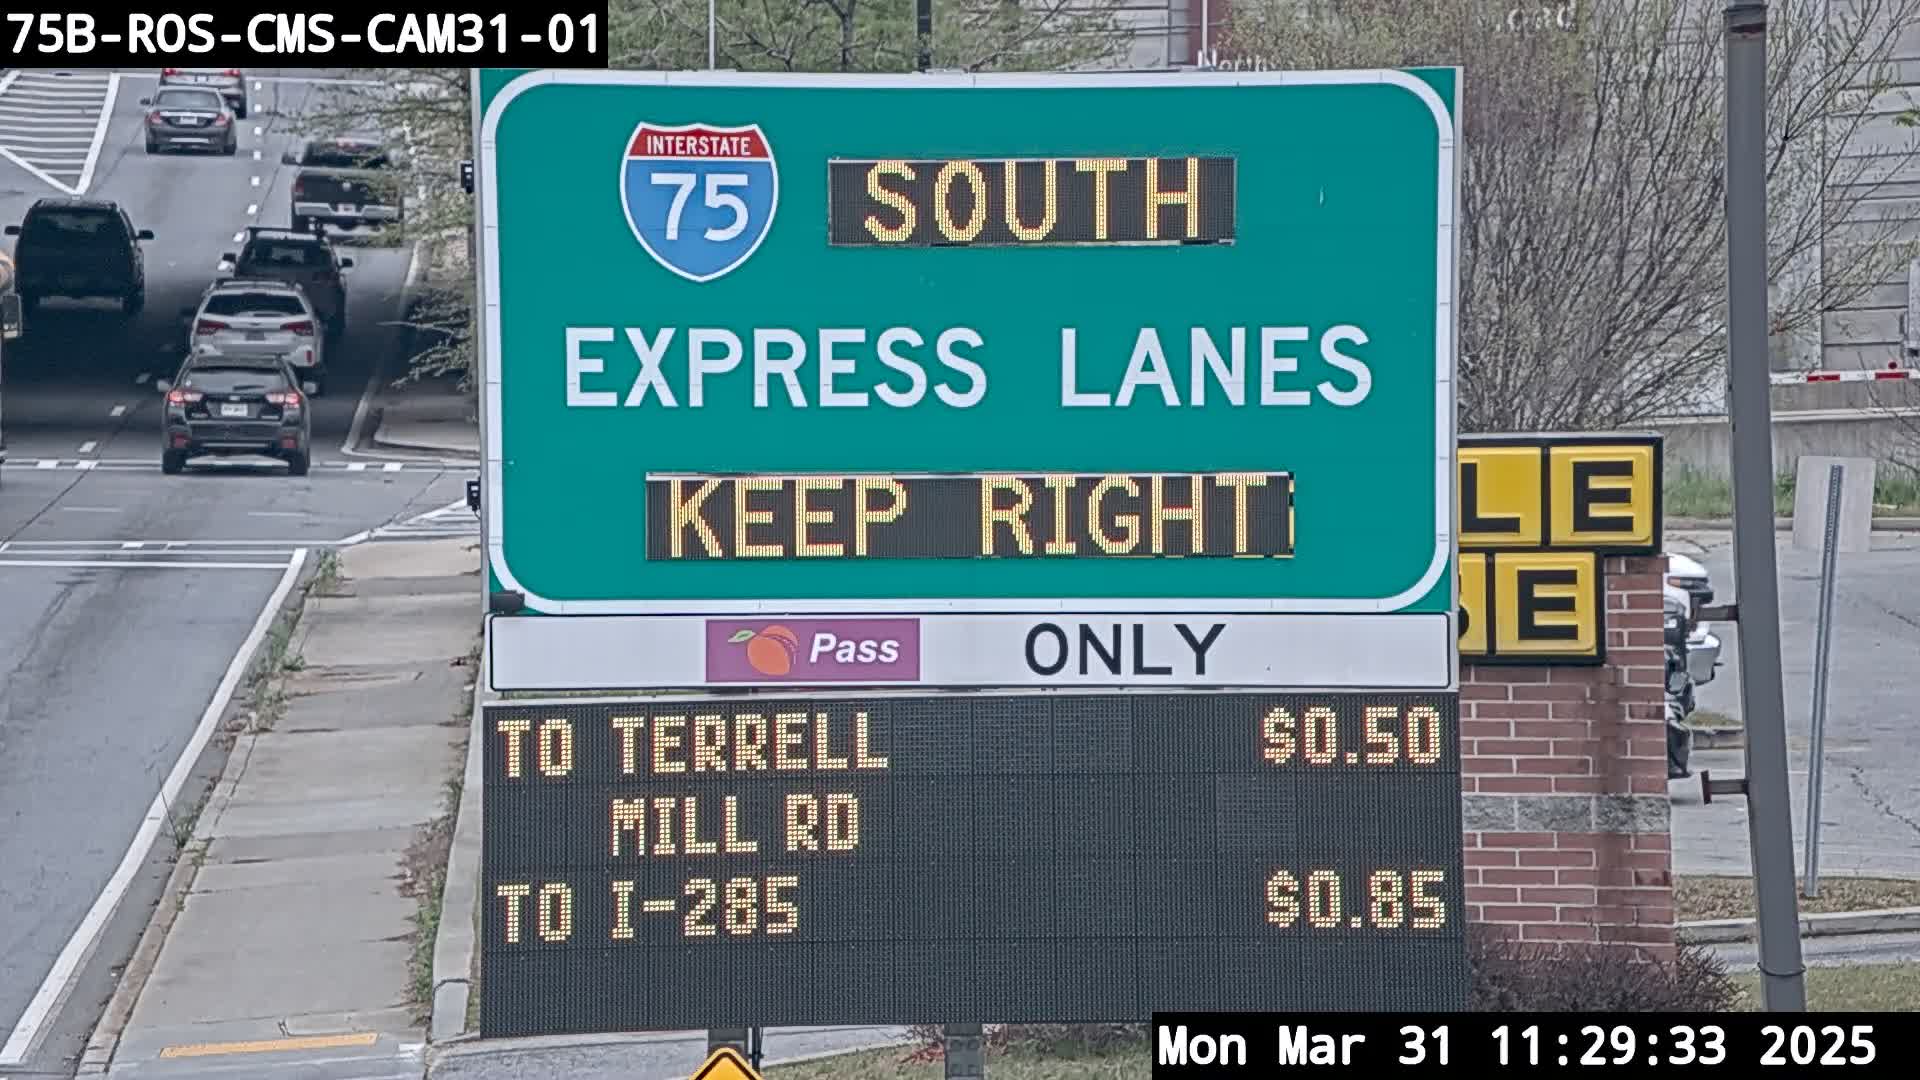 75B-ROS-CMS-CAM31-01
INTERSTATE
75
SOUTH
EXPRESS LANES
KEEP RIGHT
Pass ONLY
TO TERRELL $0.50
MILL RD
TO I-285 $0.85
LE
E
Mon Mar 31 11:29:33 2025